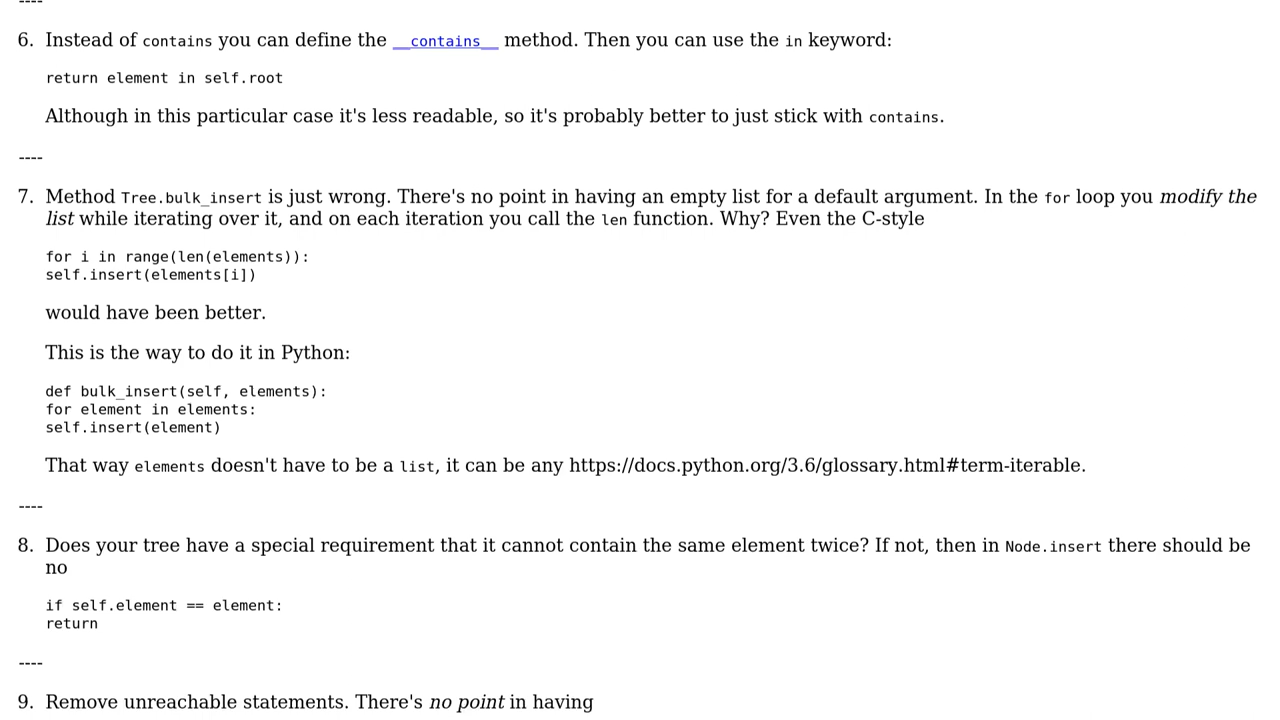 ----
6. Instead of contains you can define the __contains__ method. Then you can use the in keyword:
return element in self.root
Although in this particular case it's less readable, so it's probably better to just stick with contains.
----
7. Method Tree.bulk_insert is just wrong. There's no point in having an empty list for a default argument. In the for loop you modify the
list while iterating over it, and on each iteration you call the len function. Why? Even the C-style
for i in range(len(elements)):
self.insert(elements[i])
would have been better.
This is the way to do it in Python:
def bulk_insert(self, elements):
for element in elements:
self.insert(element)
That way elements doesn't have to be a list, it can be any https://docs.python.org/3.6/glossary.html#term-iterable.
----
8. Does your tree have a special requirement that it cannot contain the same element twice? If not, then in Node.insert there should be
no
if self.element == element:
return
----
9. Remove unreachable statements. There's no point in having